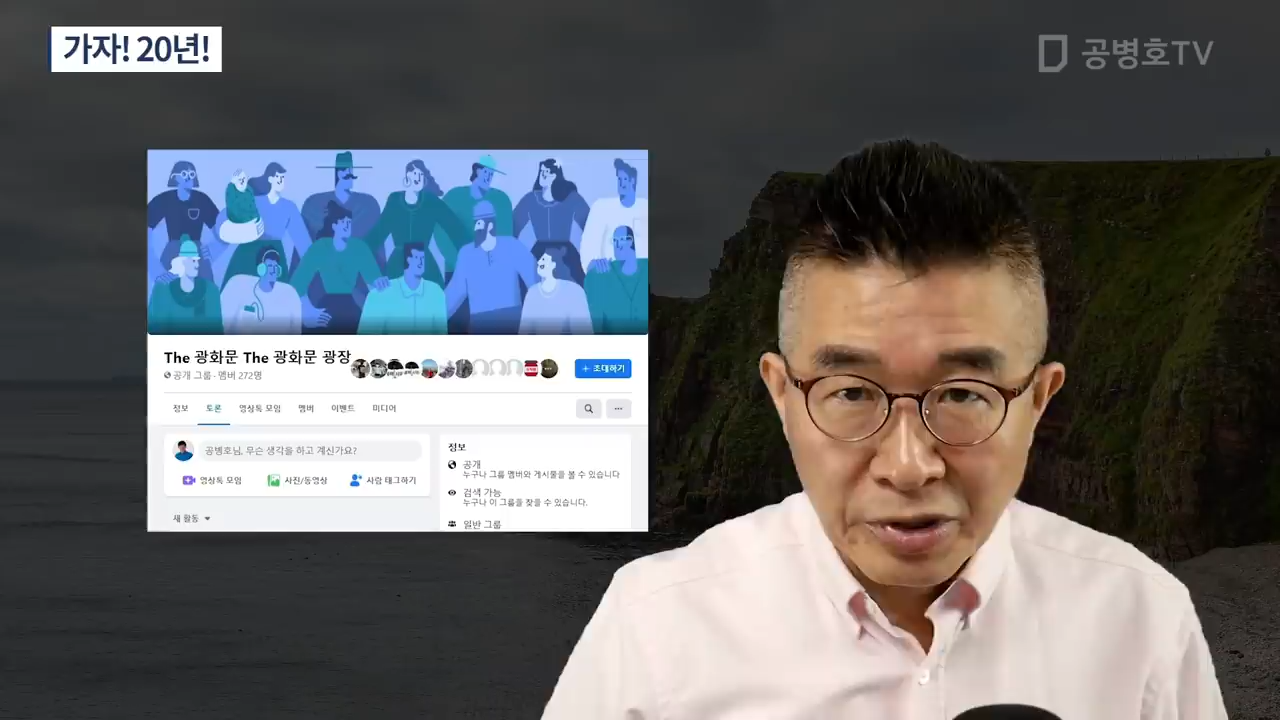 가자! 20년!
공병호TV
The 광화문 The 광화문 광장
공개 그룹 · 멤버 272명
+ 초대하기
정보 토론 영상톡 모임 멤버 이벤트 미디어
공병호님, 무슨 생각을 하고 계신가요?
영상톡 모임 사진/동영상 사람 태그하기
새 활동
정보
공개
누구나 그룹 멤버와 게시물을 볼 수 있습니다
검색 가능
누구나 이 그룹을 찾을 수 있습니다.
일반 그룹